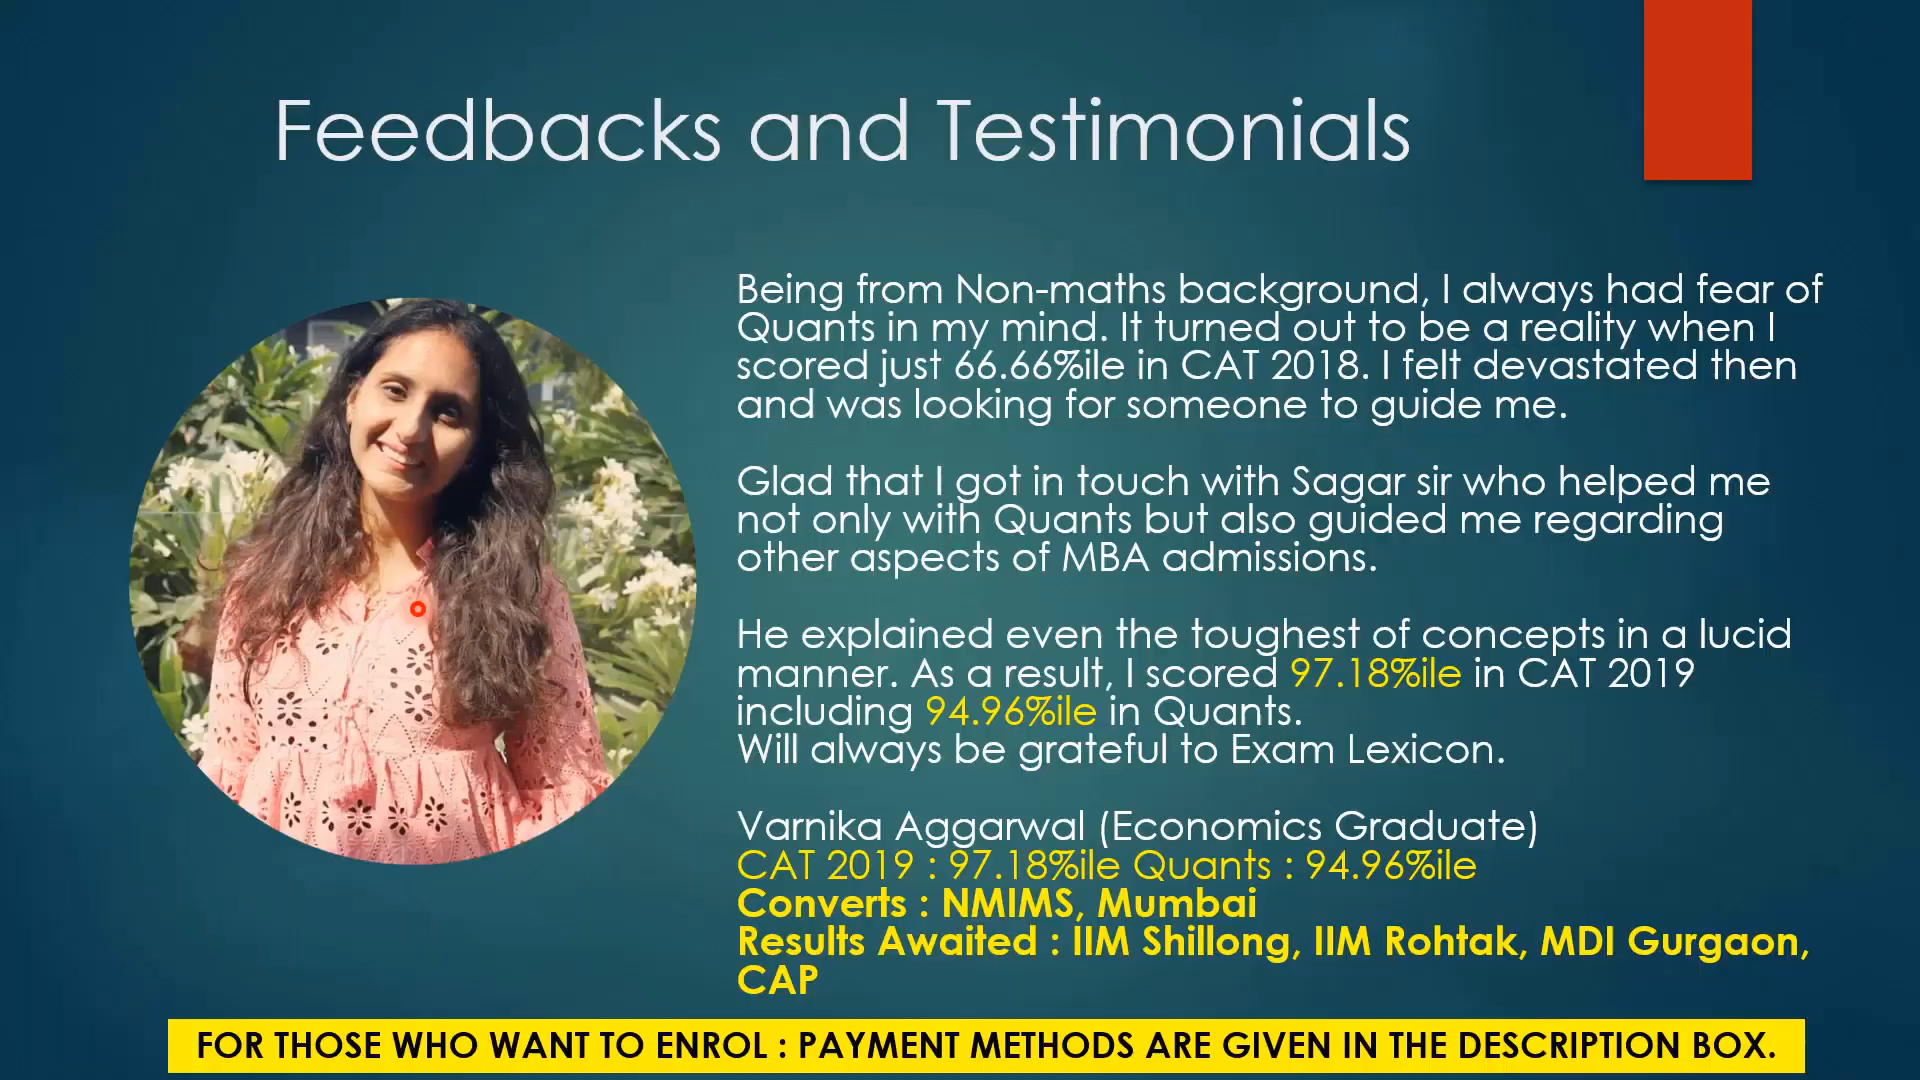 Feedbacks and Testimonials
Being from Non-maths background, I always had fear of
Quants in my mind. It turned out to be a reality when I
scored just 66.66%ile in CAT 2018. I felt devastated then
and was looking for someone to guide me.
Glad that I got in touch with Sagar sir who helped me
not only with Quants but also guided me regarding
other aspects of MBA admissions.
He explained even the toughest of concepts in a lucid
manner. As a result, I scored 97.18%ile in CAT 2019
including 94.96%ile in Quants.
Will always be grateful to Exam Lexicon.
Varnika Aggarwal (Economics Graduate)
CAT 2019 : 97.18%ile Quants : 94.96%ile
Converts : NMIMS, Mumbai
Results Awaited : IIM Shillong, IIM Rohtak, MDI Gurgaon,
CAP
FOR THOSE WHO WANT TO ENROL : PAYMENT METHODS ARE GIVEN IN THE DESCRIPTION BOX.